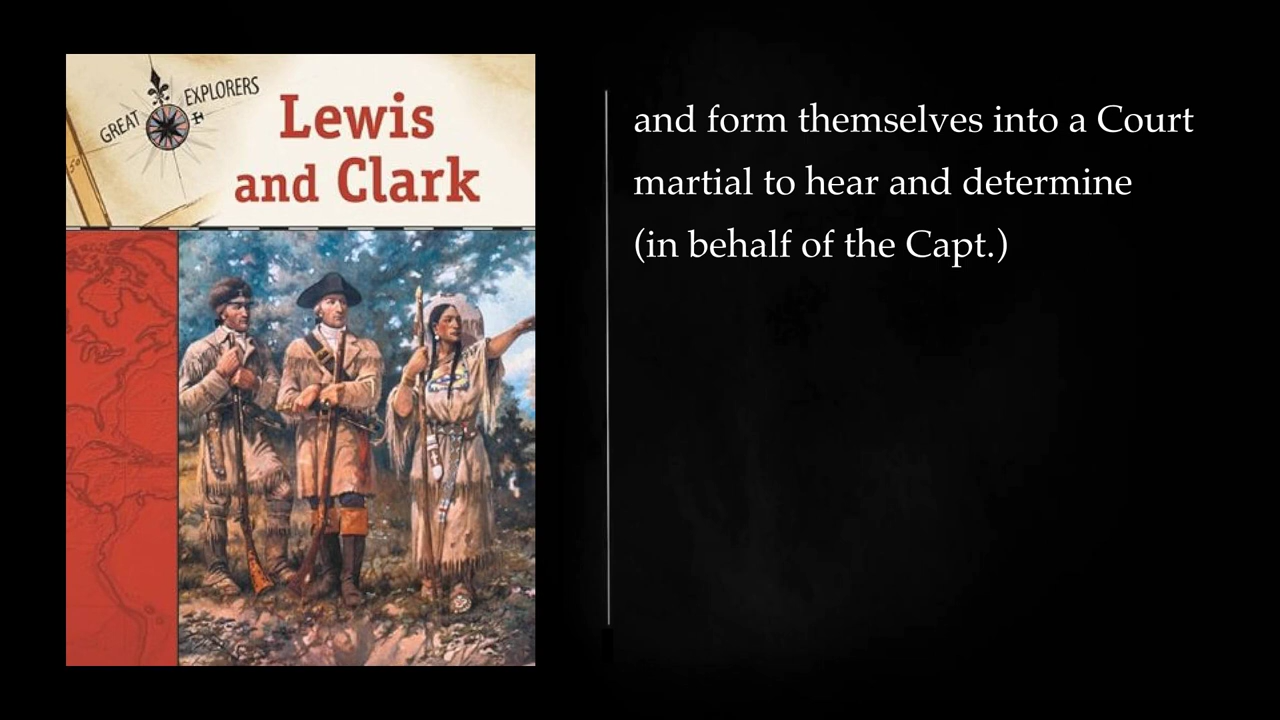 GREAT EXPLORERS
Lewis
and Clark
50
and form themselves into a Court
martial to hear and determine
(in behalf of the Capt.)